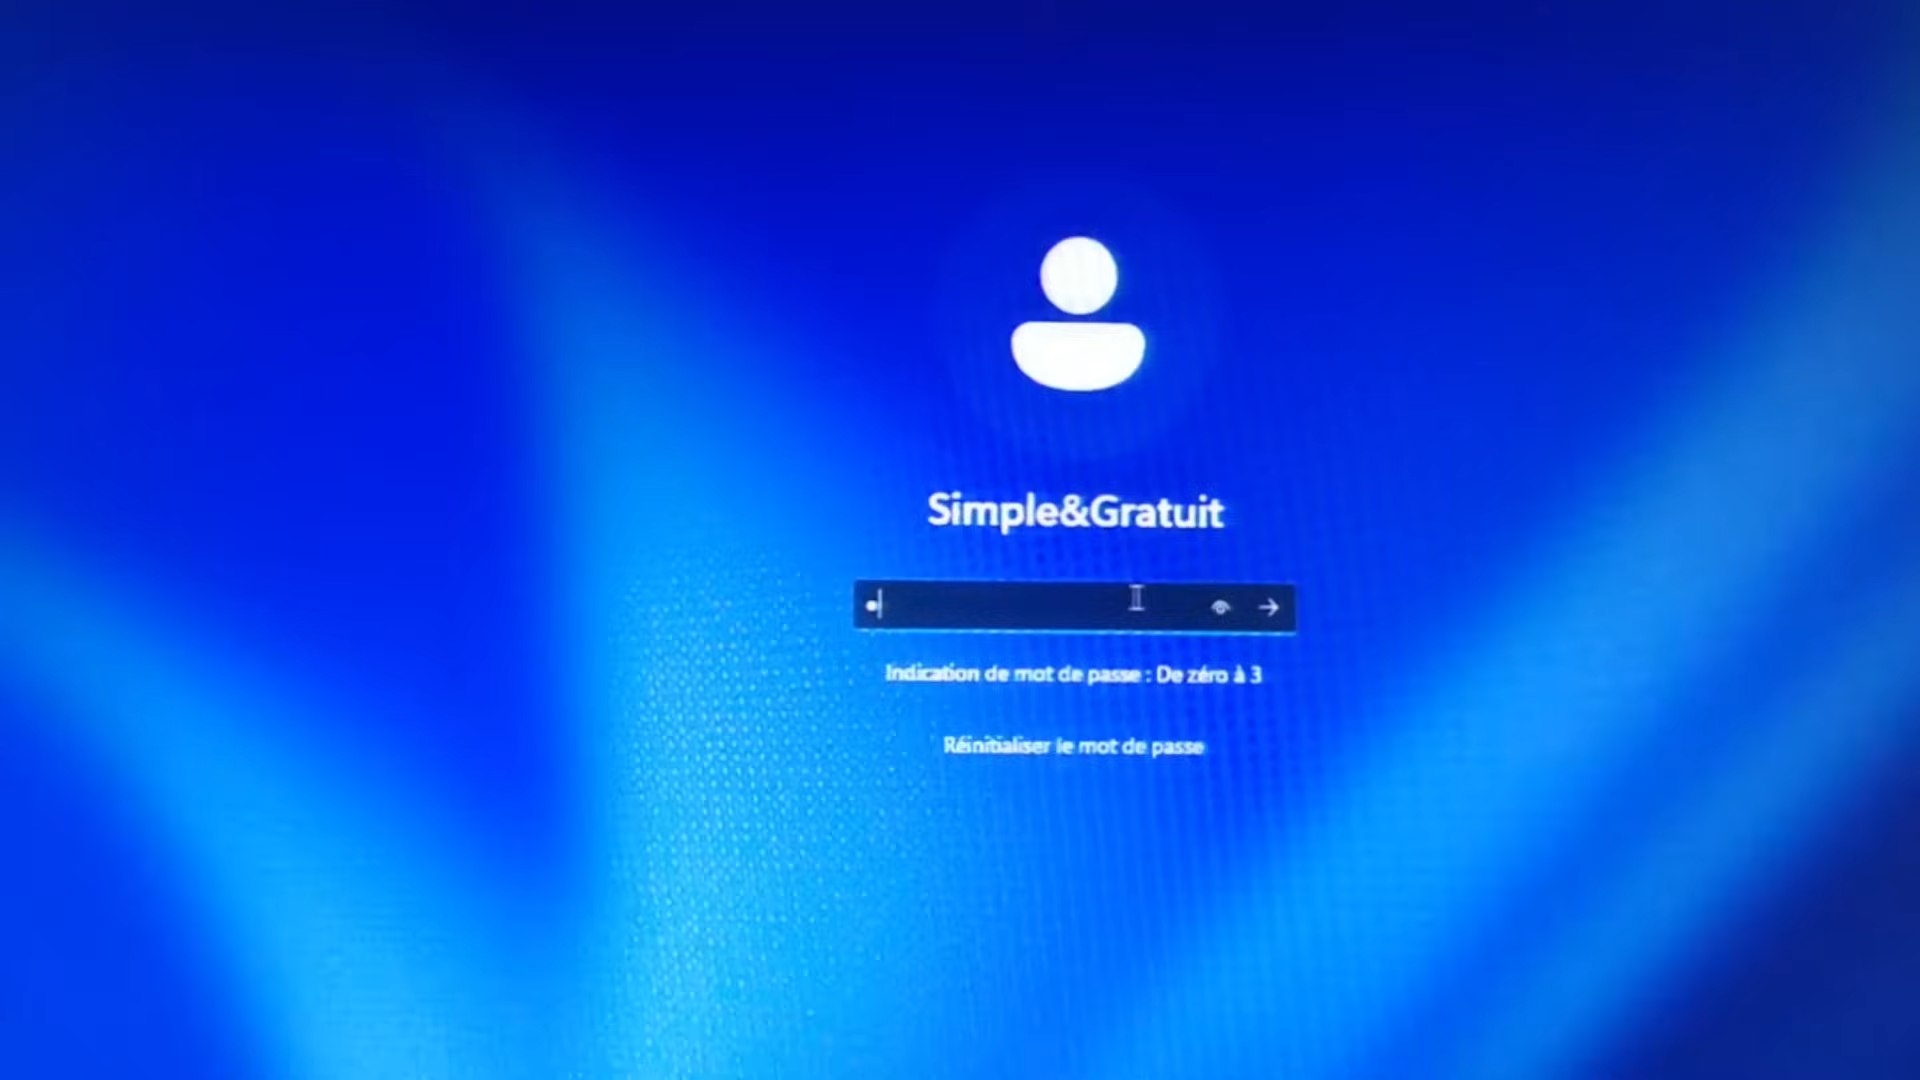 Simple&Gratuit
Indication de mot de passe : De zéro à 3
Réinitialiser le mot de passe